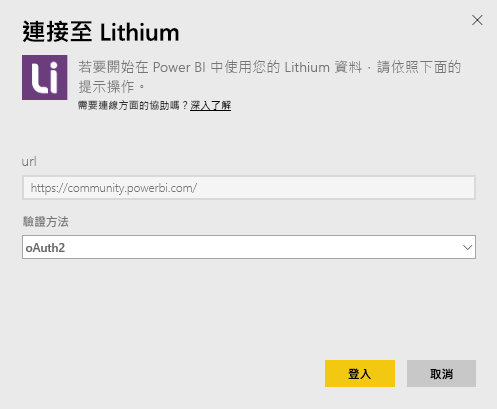 連接至 Lithium
Li
若要開始在 Power BI 中使用您的 Lithium 資料，請依照下面的
提示操作。
需要連線方面的協助嗎？深入了解
url
https://community.powerbi.com/
驗證方法
oAuth2
登入
取消